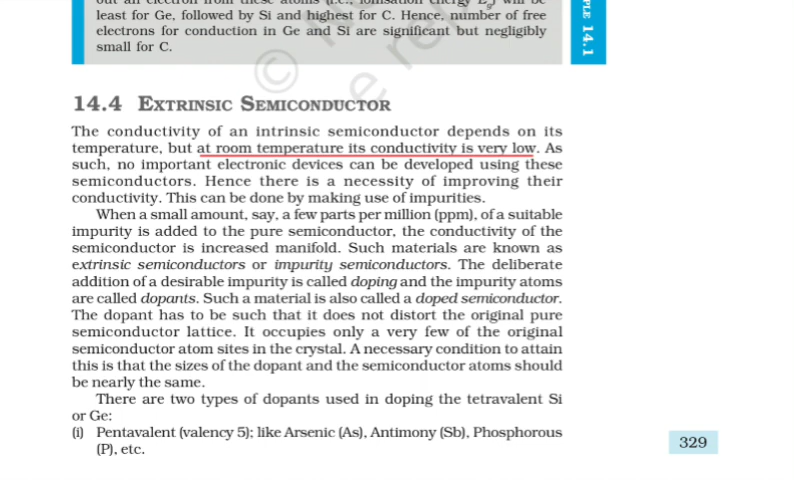 least for Ge, followed by Si and highest for C. Hence, number of free
electrons for conduction in Ge and Si are significant but negligibly
small for C.
PLE 14.1
14.4 EXTRINSIC SEMICONDUCTOR
The conductivity of an intrinsic semiconductor depends on its
temperature, but at room temperature its conductivity is very low. As
such, no important electronic devices can be developed using these
semiconductors. Hence there is a necessity of improving their
conductivity. This can be done by making use of impurities.
When a small amount, say, a few parts per million (ppm), of a suitable
impurity is added to the pure semiconductor, the conductivity of the
semiconductor is increased manifold. Such materials are known as
extrinsic semiconductors or impurity semiconductors. The deliberate
addition of a desirable impurity is called doping and the impurity atoms
are called dopants. Such a material is also called a doped semiconductor.
The dopant has to be such that it does not distort the original pure
semiconductor lattice. It occupies only a very few of the original
semiconductor atom sites in the crystal. A necessary condition to attain
this is that the sizes of the dopant and the semiconductor atoms should
be nearly the same.
There are two types of dopants used in doping the tetravalent Si
or Ge:
(i) Pentavalent (valency 5); like Arsenic (As), Antimony (Sb), Phosphorous
(P), etc.
329